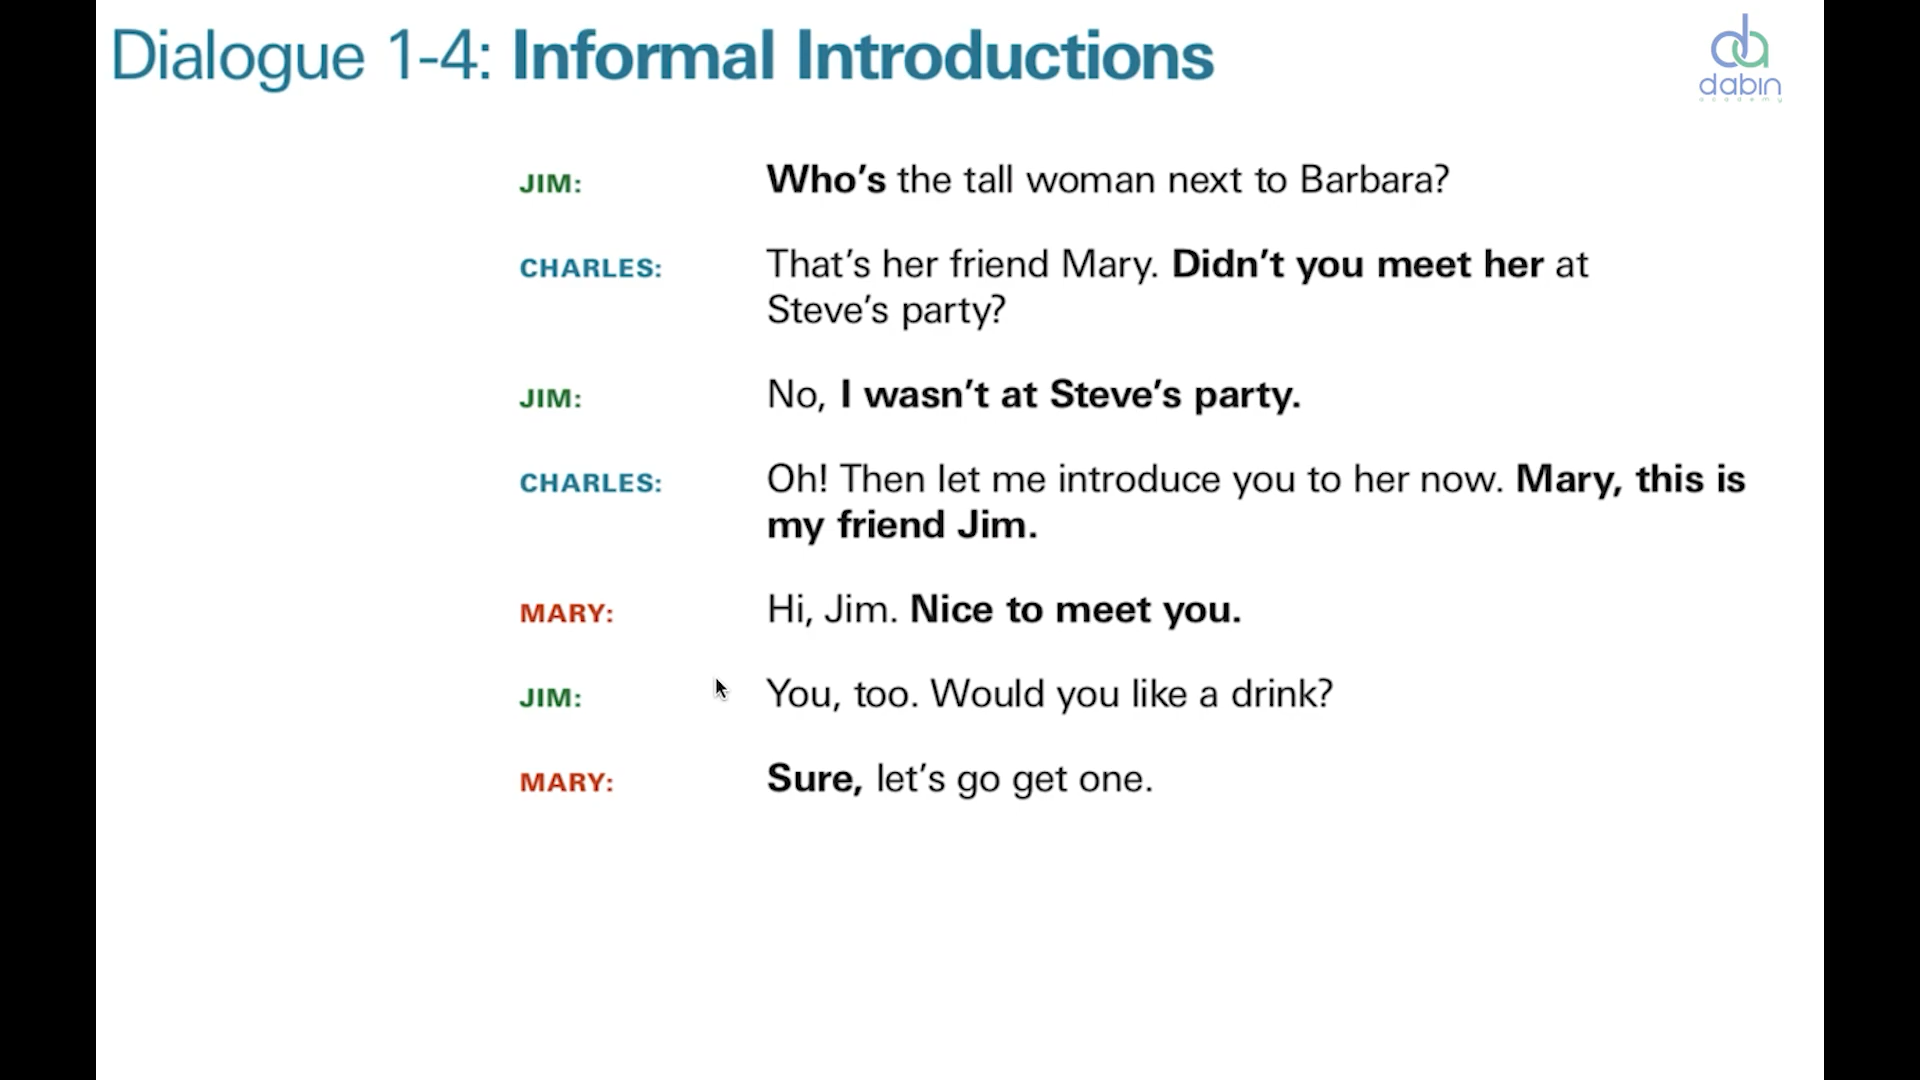 Dialogue 1-4: Informal Introductions
dabin
academy
JIM: Who's the tall woman next to Barbara?
CHARLES: That's her friend Mary. Didn't you meet her at
Steve's party?
JIM: No, I wasn't at Steve's party.
CHARLES: Oh! Then let me introduce you to her now. Mary, this is
my friend Jim.
MARY: Hi, Jim. Nice to meet you.
JIM: You, too. Would you like a drink?
MARY: Sure, let's go get one.